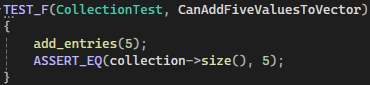 TEST_F(CollectionTest, CanAddFiveValuesToVector)
{
    add_entries(5);
    ASSERT_EQ(collection->size(), 5);
}